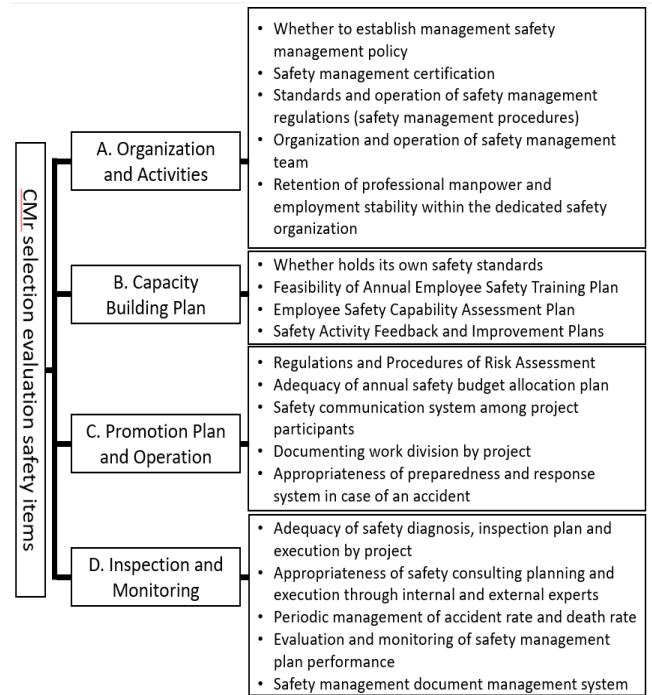 CMr selection evaluation safety items
A. Organization
and Activities
• Whether to establish management safety
management policy
• Safety management certification
• Standards and operation of safety management
regulations (safety management procedures)
• Organization and operation of safety management
team
• Retention of professional manpower and
employment stability within the dedicated safety
organization
B. Capacity
Building Plan
• Whether holds its own safety standards
• Feasibility of Annual Employee Safety Training Plan
• Employee Safety Capability Assessment Plan
• Safety Activity Feedback and Improvement Plans
C. Promotion Plan
and Operation
• Regulations and Procedures of Risk Assessment
• Adequacy of annual safety budget allocation plan
• Safety communication system among project
participants
• Documenting work division by project
• Appropriateness of preparedness and response
system in case of an accident
D. Inspection and
Monitoring
• Adequacy of safety diagnosis, inspection plan and
execution by project
• Appropriateness of safety consulting planning and
execution through internal and external experts
• Periodic management of accident rate and death rate
• Evaluation and monitoring of safety management
plan performance
• Safety management document management system